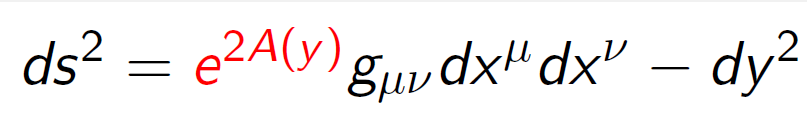 ds² = e^{2A(y)} g_{μν} dx^μ dx^ν − dy²